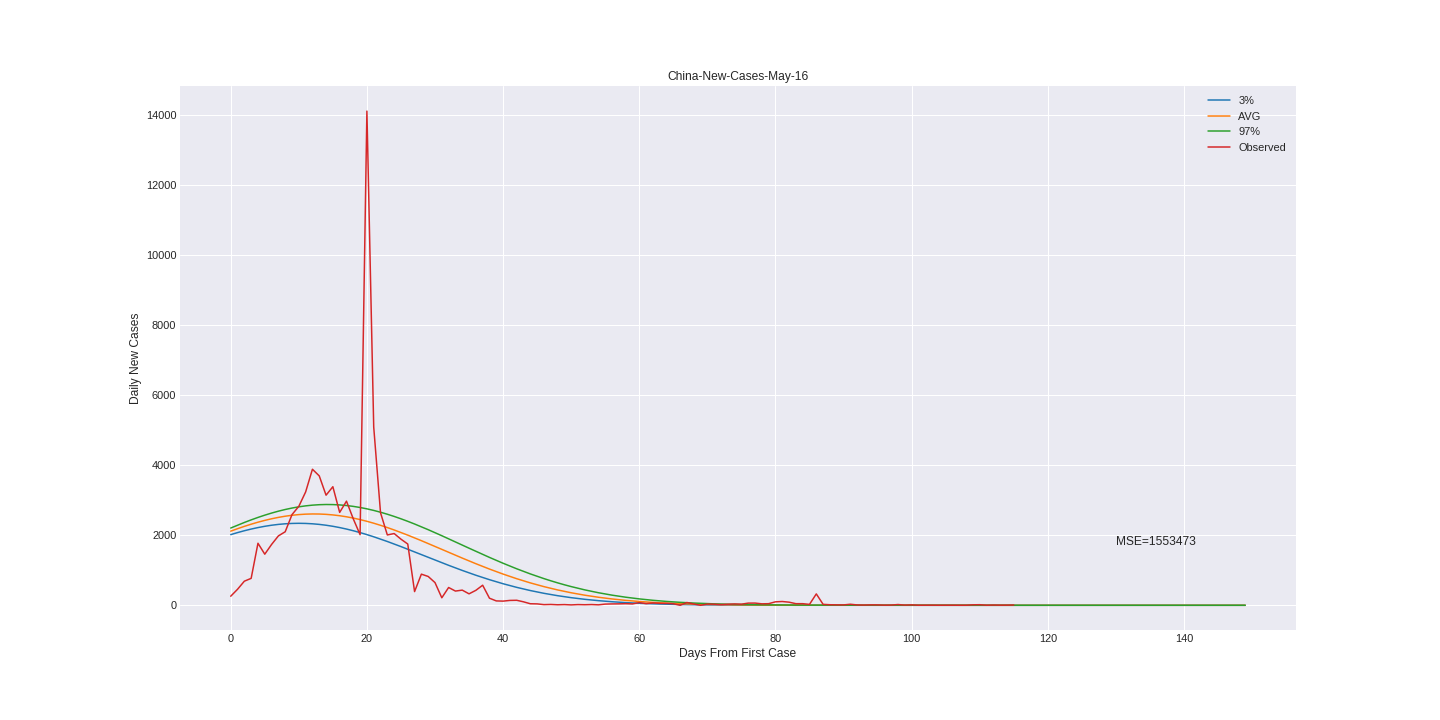 China-New-Cases-May-16
3%
AVG
97%
Observed
14000
12000
10000
8000
6000
4000
2000
0
Daily New Cases
MSE=1553473
0 20 40 60 80 100 120 140
Days From First Case